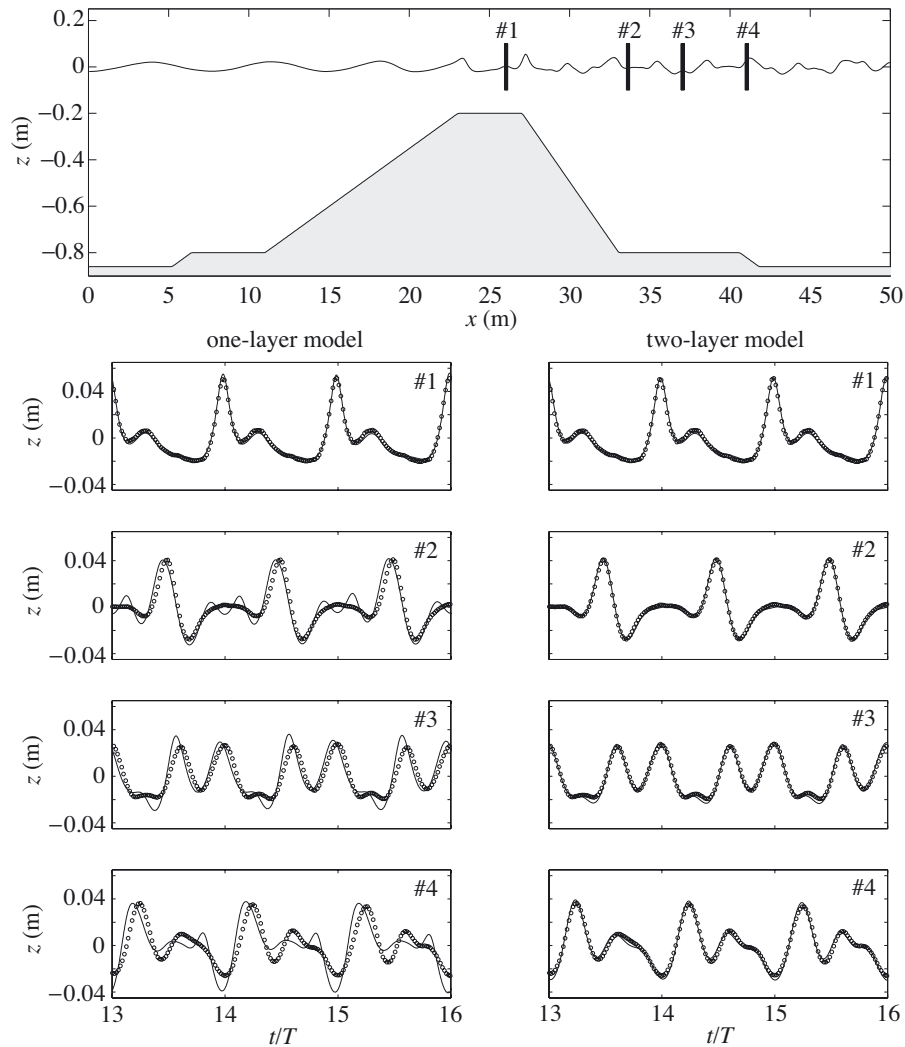 0.2
#1 #2 #3 #4
0
−0.2
z (m)
−0.4
−0.6
−0.8
0 5 10 15 20 25 30 35 40 45 50
x (m)
one-layer model two-layer model
#1 #1
0.04
z (m)
0
−0.04
#2 #2
0.04
z (m)
0
−0.04
#3 #3
0.04
z (m)
0
−0.04
#4 #4
0.04
z (m)
0
−0.04
13 14 15 16 13 14 15 16
t/T t/T